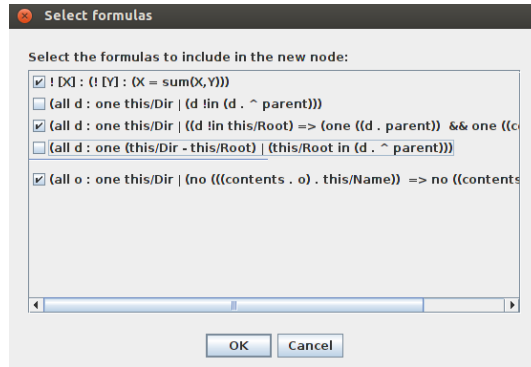 Select formulas
Select the formulas to include in the new node:
! [X] : (! [Y] : (X = sum(X,Y)))
(all d : one this/Dir | (d !in (d . ^ parent)))
(all d : one this/Dir | ((d !in this/Root) => (one ((d . parent)) && one ((c
(all d : one (this/Dir - this/Root) | (this/Root in (d . ^ parent)))
(all o : one this/Dir | (no (((contents . o) . this/Name)) => no ((contents
OK Cancel